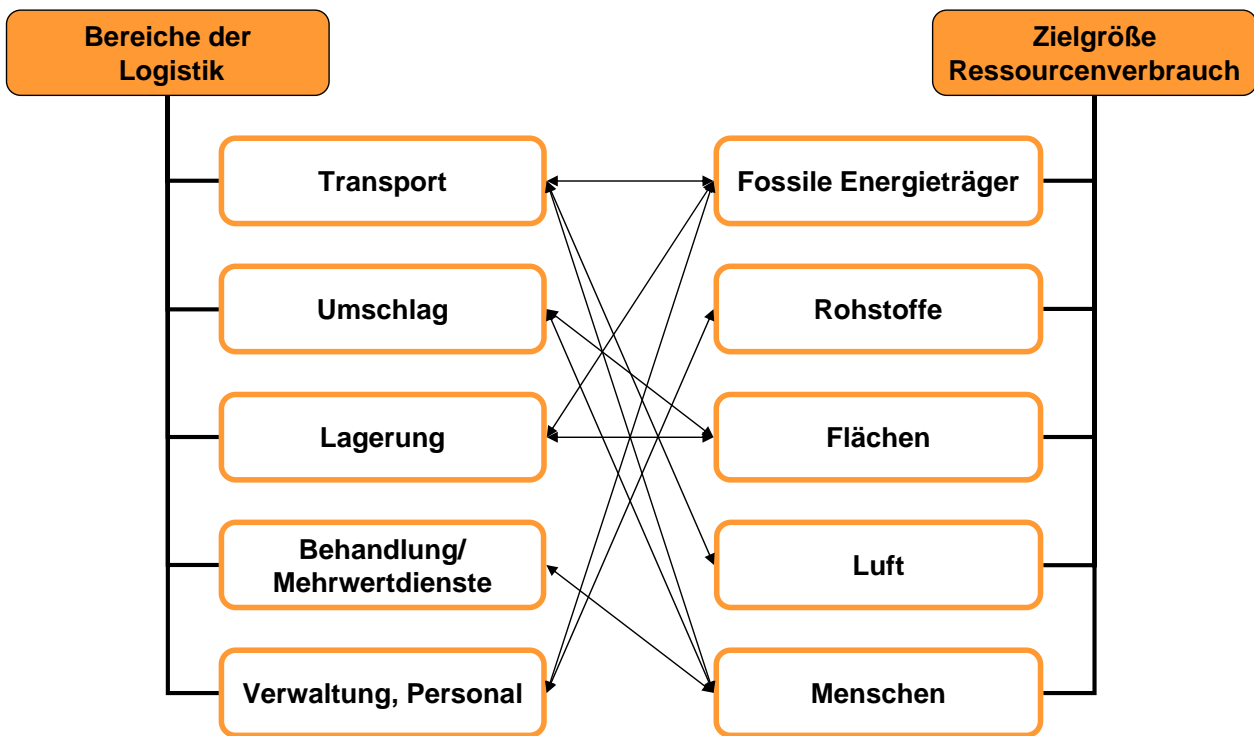 Bereiche der
Logistik
Zielgröße
Ressourcenverbrauch
Transport
Fossile Energieträger
Umschlag
Rohstoffe
Lagerung
Flächen
Behandlung/
Mehrwertdienste
Luft
Verwaltung, Personal
Menschen